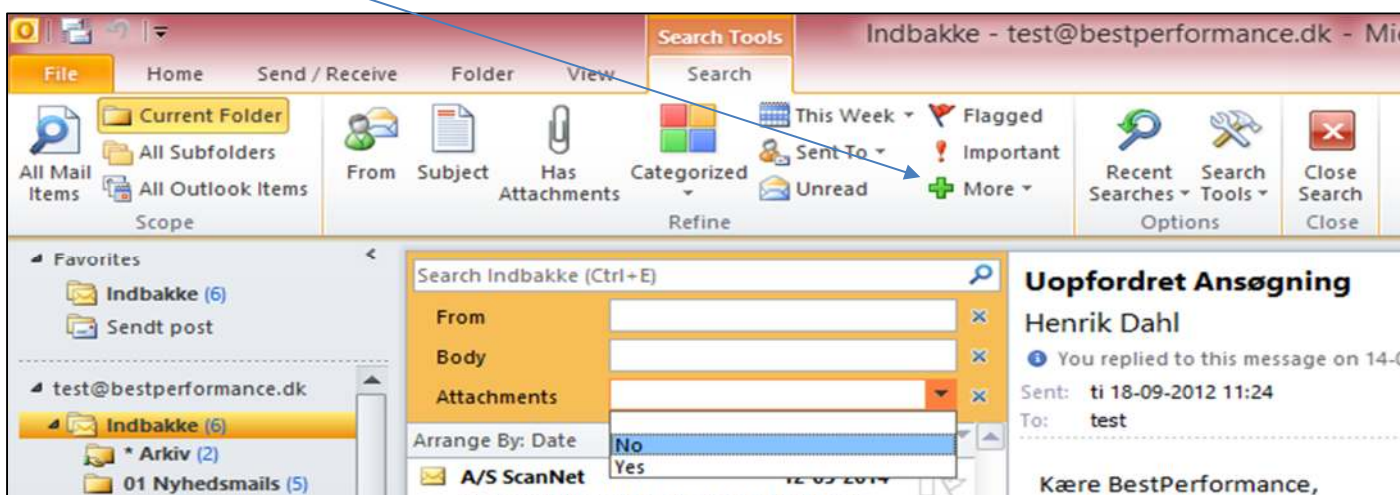 Search Tools
Indbakke - test@bestperformance.dk - Mic
File Home Send / Receive Folder View Search
All Mail Items
Current Folder
All Subfolders
All Outlook Items
Scope
From
Subject
Has Attachments
Categorized
This Week
Sent To
Unread
Flagged
Important
More
Refine
Recent Searches
Search Tools
Options
Close Search
Close
Favorites
Indbakke (6)
Sendt post
test@bestperformance.dk
Indbakke (6)
* Arkiv (2)
01 Nyhedsmails (5)
Search Indbakke (Ctrl+E)
From
Body
Attachments
No
Yes
Arrange By: Date
A/S ScanNet
Uopfordret Ansøgning
Henrik Dahl
You replied to this message on 14-0
Sent: ti 18-09-2012 11:24
To: test
Kære BestPerformance,